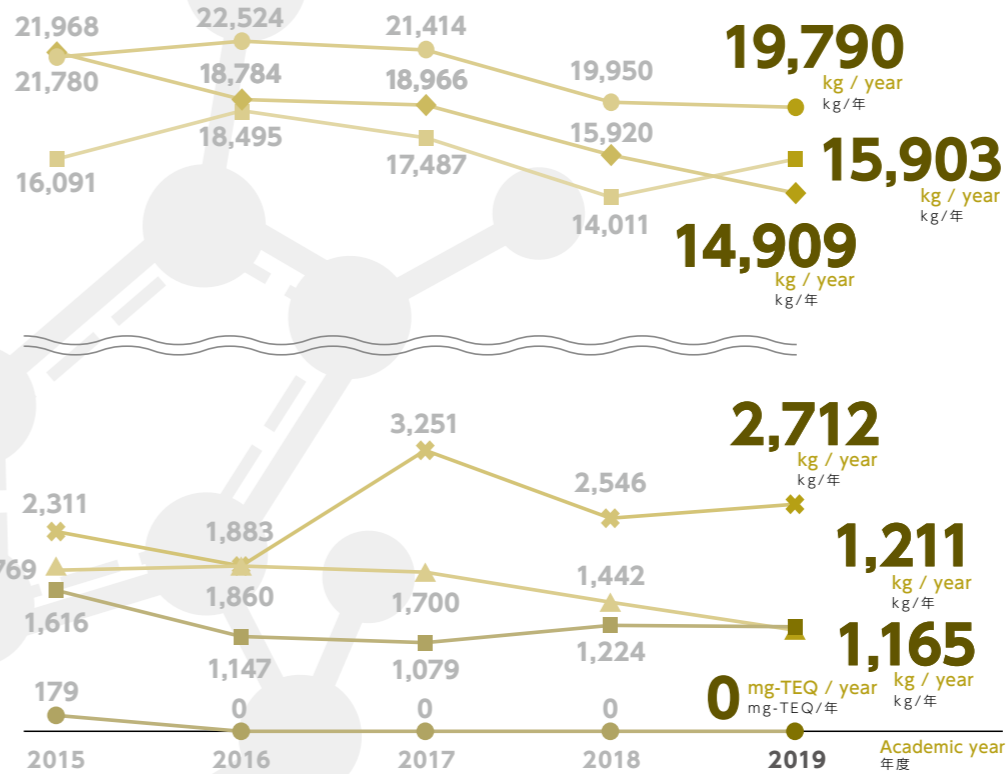 21,968
22,524
21,414
19,950
19,790
kg / year
kg/年
21,780
18,784
18,966
15,920
15,903
kg / year
kg/年
16,091
18,495
17,487
14,011
14,909
kg / year
kg/年
3,251
2,712
kg / year
kg/年
2,311
1,883
2,546
1,211
kg / year
kg/年
769
1,860
1,700
1,442
1,616
1,147
1,079
1,224
1,165
kg / year
kg/年
179
0
0
0
0
mg-TEQ / year
mg-TEQ/年
2015
2016
2017
2018
2019
Academic year
年度